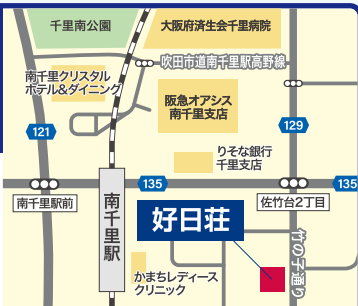 千里南公園
大阪府済生会千里病院
吹田市道南千里駅高野線
南千里クリスタル
ホテル&ダイニング
阪急オアシス
南千里支店
121
129
りそな銀行
千里支店
135
135
南千里駅前
佐竹台2丁目
南千里駅
好日荘
竹の子通り
かまちレディース
クリニック